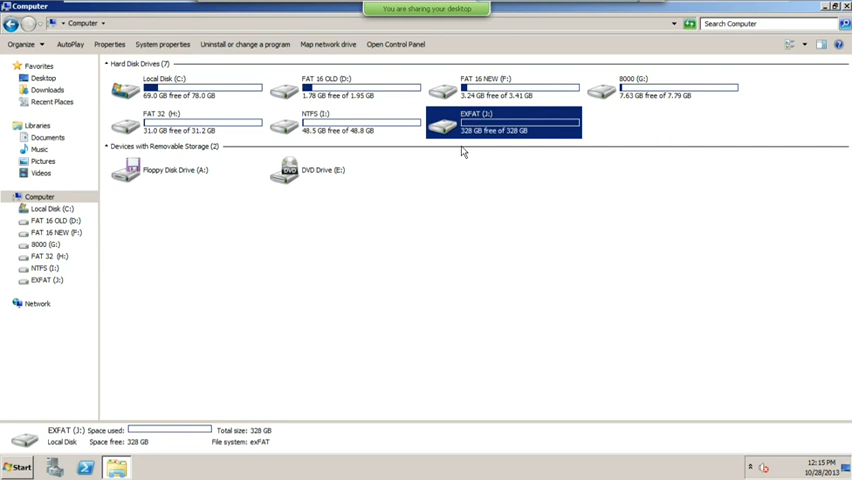 Computer
You are sharing your desktop
Computer
Search Computer
Organize AutoPlay Properties System properties Uninstall or change a program Map network drive Open Control Panel
Favorites
Desktop
Downloads
Recent Places
Libraries
Documents
Music
Pictures
Videos
Computer
Local Disk (C:)
FAT 16 OLD (D:)
FAT 16 NEW (F:)
8000 (G:)
FAT 32 (H:)
NTFS (I:)
EXFAT (J:)
Network
Hard Disk Drives (7)
Local Disk (C:)
69.0 GB free of 78.0 GB
FAT 16 OLD (D:)
1.78 GB free of 1.95 GB
FAT 16 NEW (F:)
3.24 GB free of 3.41 GB
8000 (G:)
7.63 GB free of 7.79 GB
FAT 32 (H:)
31.0 GB free of 31.2 GB
NTFS (I:)
48.5 GB free of 48.8 GB
EXFAT (J:)
328 GB free of 328 GB
Devices with Removable Storage (2)
Floppy Disk Drive (A:)
DVD
DVD Drive (E:)
EXFAT (J:) Space used: Total size: 328 GB
Local Disk Space free: 328 GB File system: exFAT
Start
12:15 PM
10/28/2013